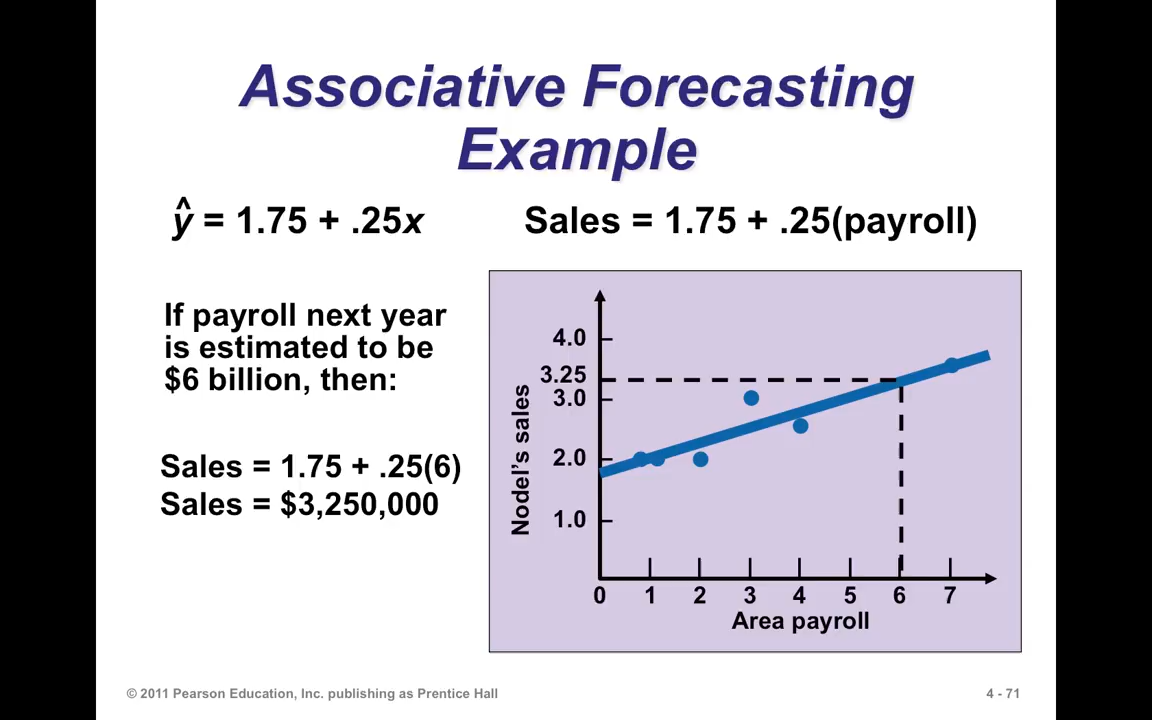 Associative Forecasting
Example
ŷ = 1.75 + .25x
Sales = 1.75 + .25(payroll)
If payroll next year
is estimated to be
$6 billion, then:
Sales = 1.75 + .25(6)
Sales = $3,250,000
4.0
3.25
3.0
2.0
1.0
Nodel's sales
0 1 2 3 4 5 6 7
Area payroll
© 2011 Pearson Education, Inc. publishing as Prentice Hall
4 - 71